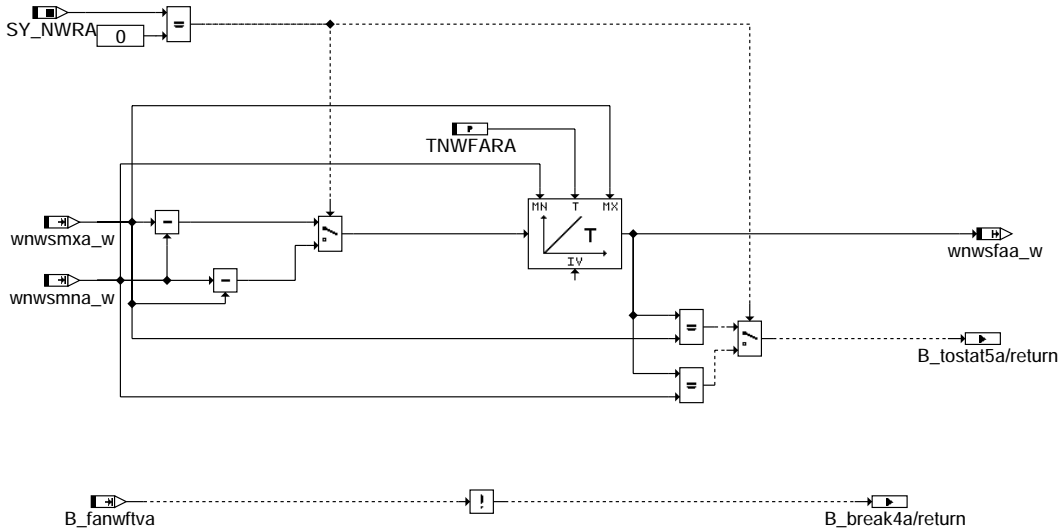 SY_NWRA
0
TNWFARA
MN T MX
T
IV
wnwsmxa_w
wnwsmna_w
wnwsfaa_w
B_tostat5a/return
B_fanwftva
B_break4a/return